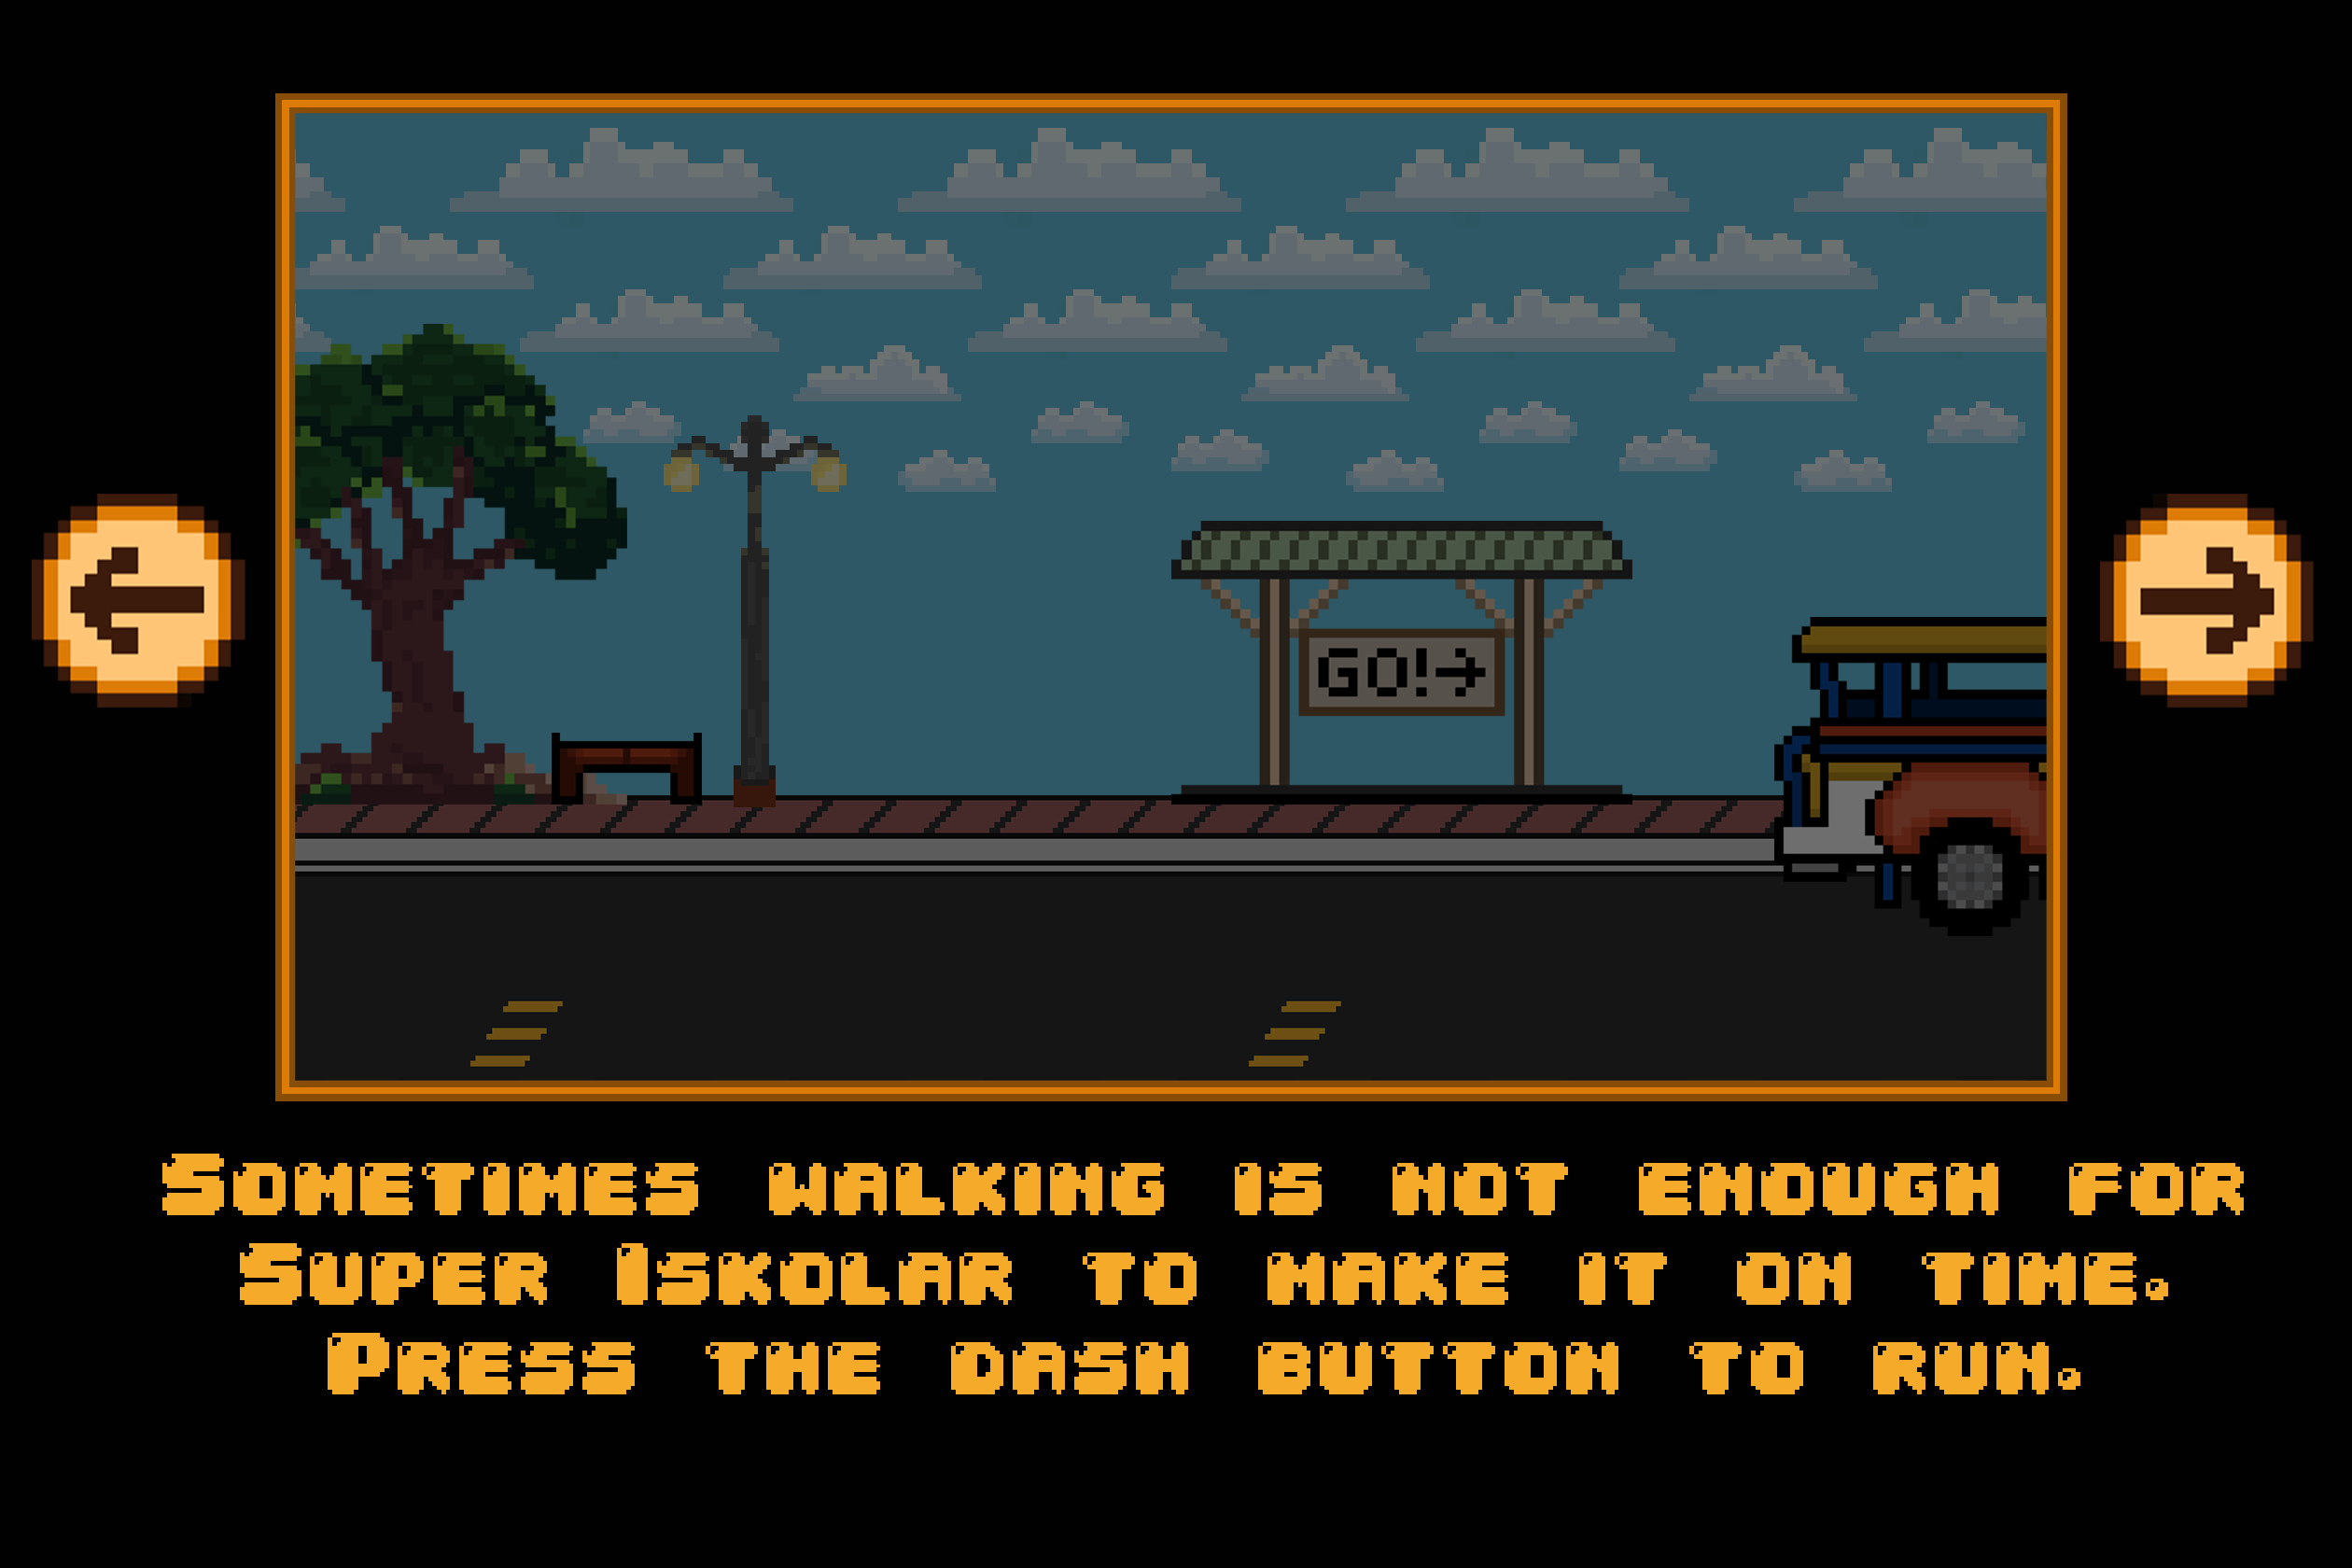 GO!→
Sometimes walking is not enough for
Super Iskolar to make it on time.
Press the dash button to run.